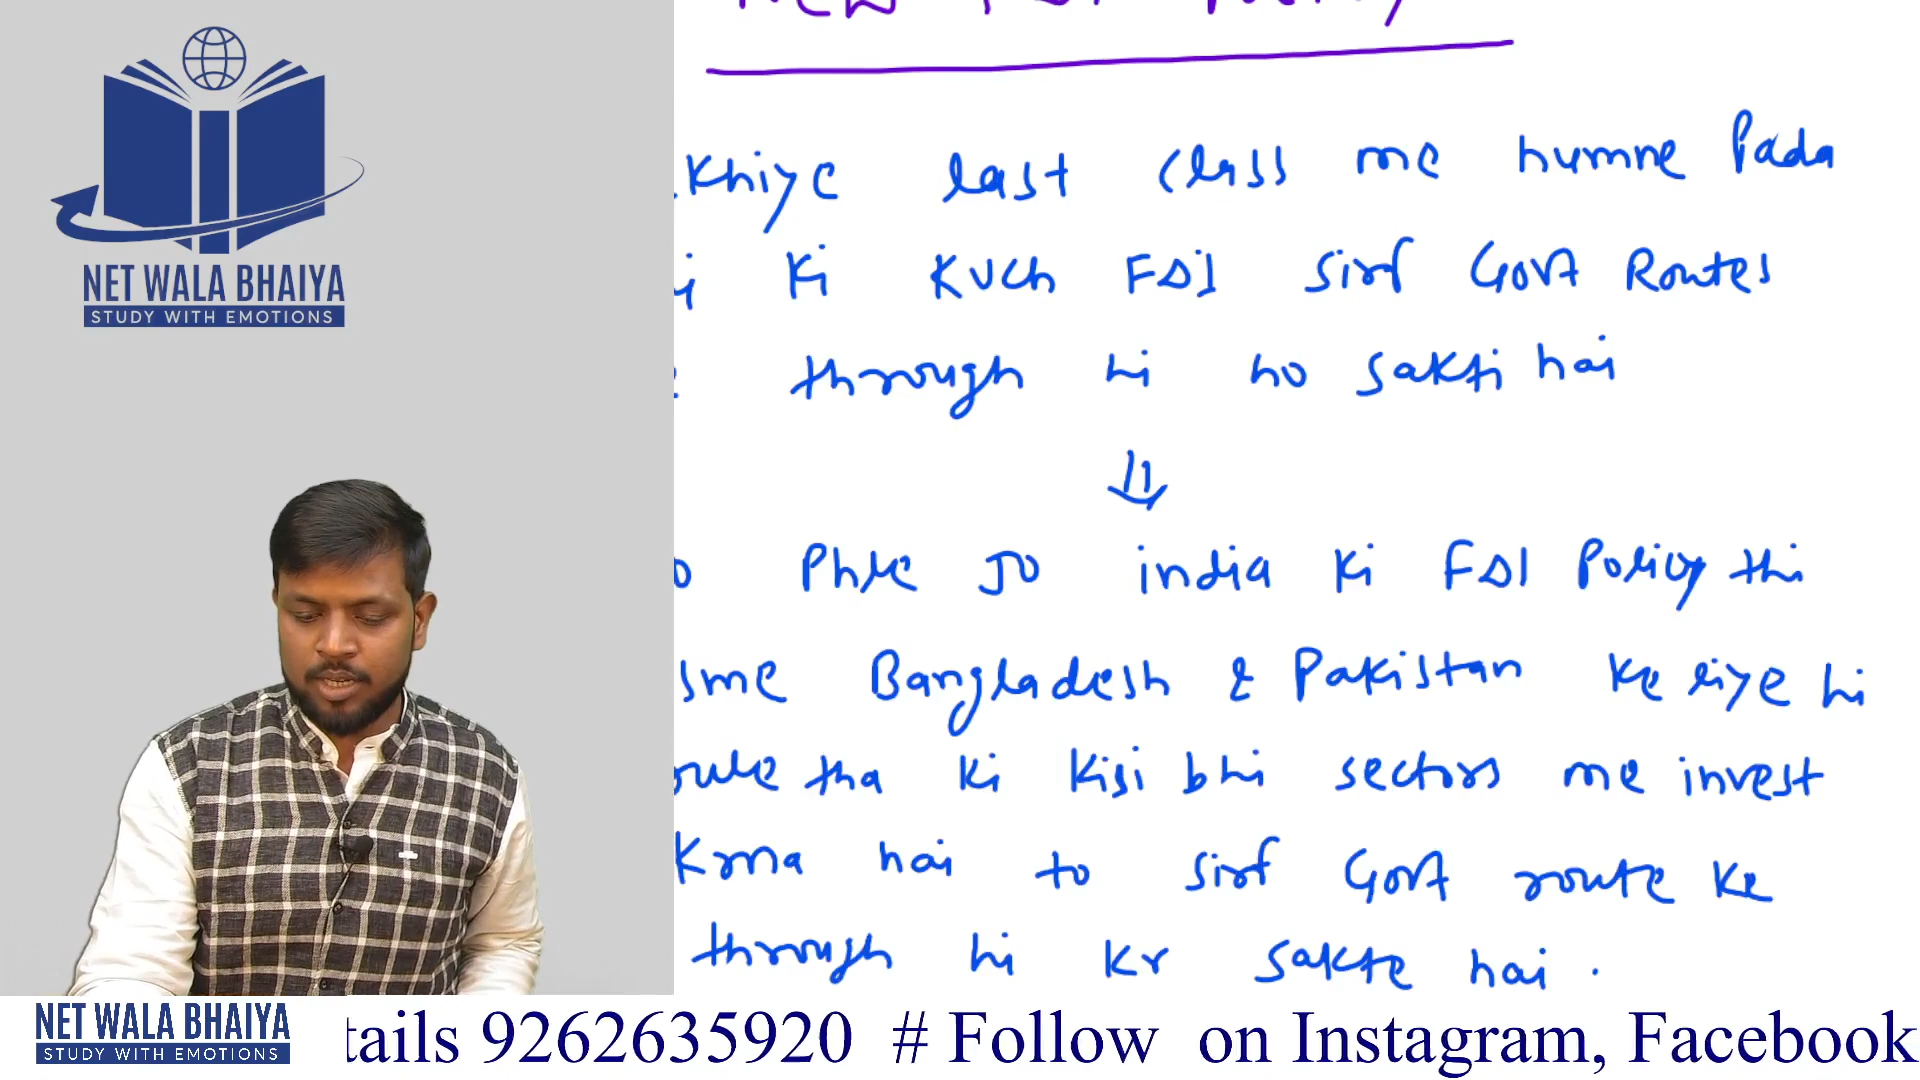 NET WALA BHAIYA
STUDY WITH EMOTIONS
New FDI Policy
khiye last class me humne Pada
i ki kuch FDI sirf Govt Routes
through hi ho sakti hai
o Phle Jo india ki FDI Policy thi
sme Bangladesh & Pakistan ke liye hi
rule tha ki kisi bhi sectors me invest
krna hai to sirf Govt route ke
through hi kr sakte hai .
NET WALA BHAIYA
STUDY WITH EMOTIONS
tails 9262635920 # Follow on Instagram, Facebook